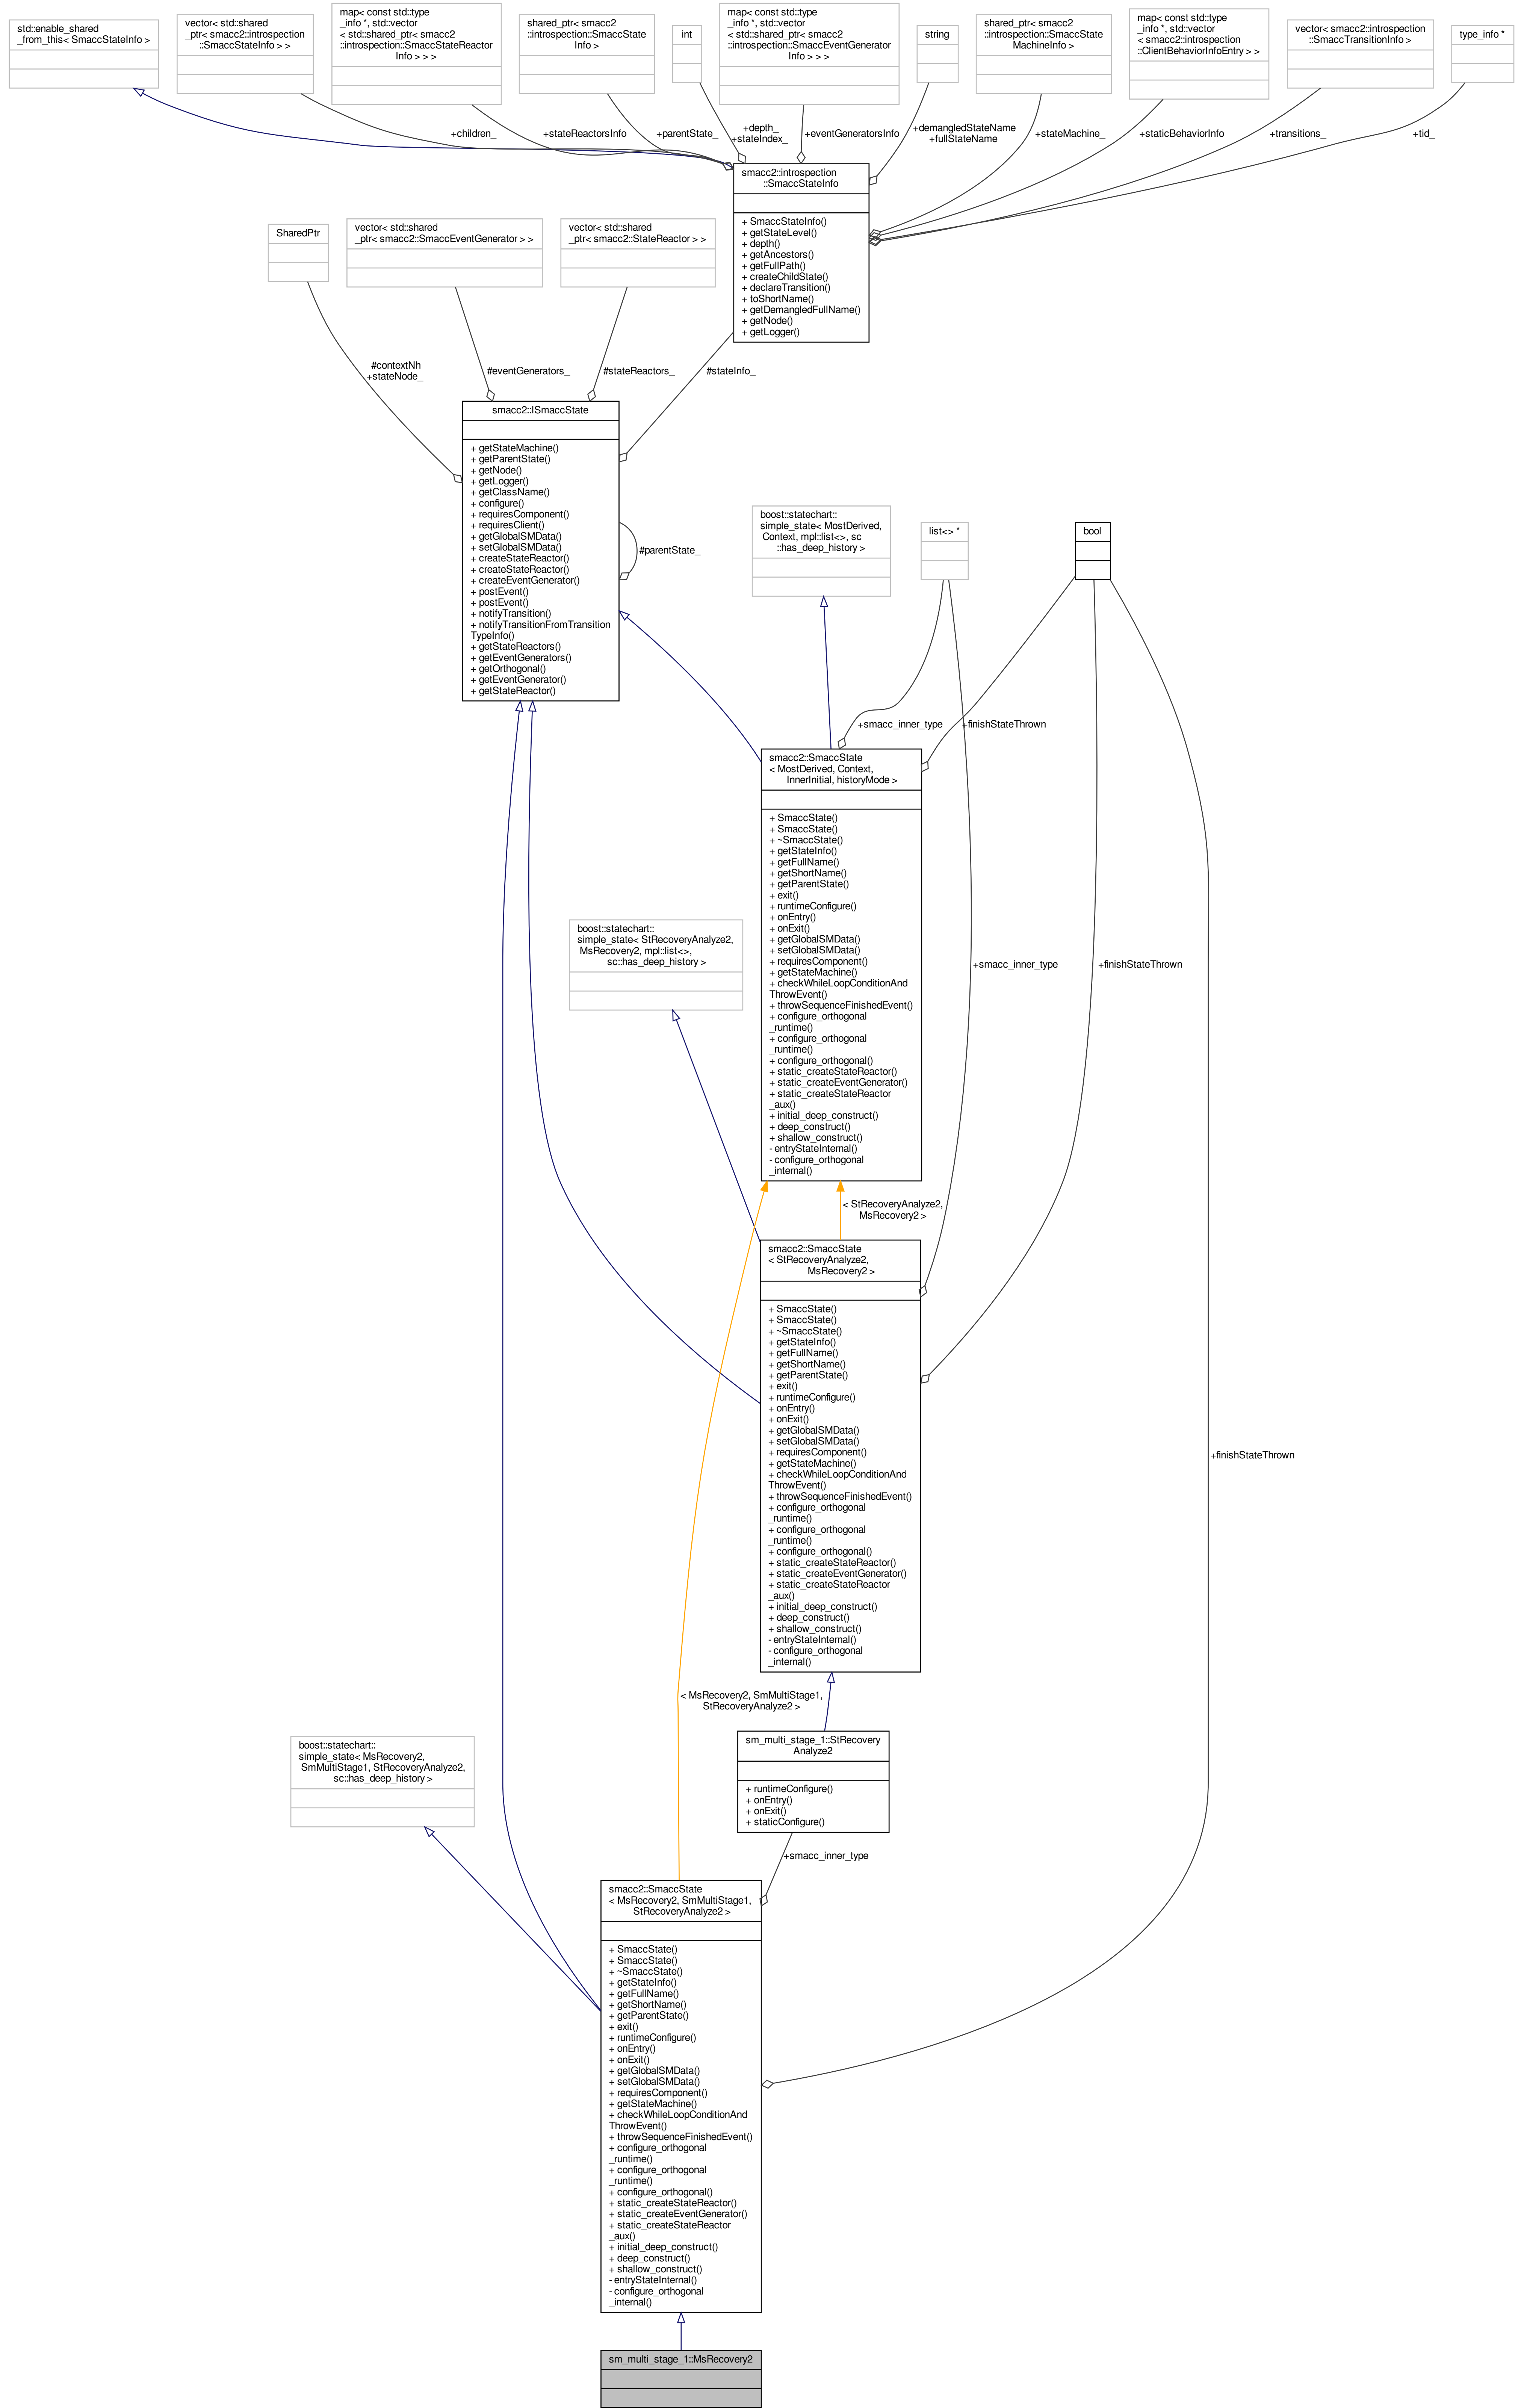 std::enable_shared
_from_this< SmaccStateInfo >
vector< std::shared
_ptr< smacc2::introspection
::SmaccStateInfo > >
map< const std::type
_info *, std::vector
< std::shared_ptr< smacc2
::introspection::SmaccStateReactor
Info > > >
shared_ptr< smacc2
::introspection::SmaccState
Info >
int
map< const std::type
_info *, std::vector
< std::shared_ptr< smacc2
::introspection::SmaccEventGenerator
Info > > >
string
shared_ptr< smacc2
::introspection::SmaccState
MachineInfo >
map< const std::type
_info *, std::vector
< smacc2::introspection
::ClientBehaviorInfoEntry > >
vector< smacc2::introspection
::SmaccTransitionInfo >
type_info *
+children_
+stateReactorsInfo
+parentState_
+depth_
+stateIndex_
+eventGeneratorsInfo
+demangledStateName
+fullStateName
+stateMachine_
+staticBehaviorInfo
+transitions_
+tid_
smacc2::introspection
::SmaccStateInfo
+ SmaccStateInfo()
+ getStateLevel()
+ depth()
+ getAncestors()
+ getFullPath()
+ createChildState()
+ declareTransition()
+ toShortName()
+ getDemangledFullName()
+ getNode()
+ getLogger()
SharedPtr
vector< std::shared
_ptr< smacc2::SmaccEventGenerator > >
vector< std::shared
_ptr< smacc2::StateReactor > >
#contextNh
+stateNode_
#eventGenerators_
#stateReactors_
#stateInfo_
smacc2::ISmaccState
+ getStateMachine()
+ getParentState()
+ getNode()
+ getLogger()
+ getClassName()
+ configure()
+ requiresComponent()
+ requiresClient()
+ getGlobalSMData()
+ setGlobalSMData()
+ createStateReactor()
+ createStateReactor()
+ createEventGenerator()
+ postEvent()
+ postEvent()
+ notifyTransition()
+ notifyTransitionFromTransition
TypeInfo()
+ getStateReactors()
+ getEventGenerators()
+ getOrthogonal()
+ getEventGenerator()
+ getStateReactor()
#parentState_
boost::statechart::
simple_state< MostDerived,
Context, mpl::list<>, sc
::has_deep_history >
list<> *
bool
+smacc_inner_type
+finishStateThrown
smacc2::SmaccState
< MostDerived, Context,
InnerInitial, historyMode >
+ SmaccState()
+ SmaccState()
+ ~SmaccState()
+ getStateInfo()
+ getFullName()
+ getShortName()
+ getParentState()
+ exit()
+ runtimeConfigure()
+ onEntry()
+ onExit()
+ getGlobalSMData()
+ setGlobalSMData()
+ requiresComponent()
+ getStateMachine()
+ checkWhileLoopConditionAnd
ThrowEvent()
+ throwSequenceFinishedEvent()
+ configure_orthogonal
_runtime()
+ configure_orthogonal
_runtime()
+ configure_orthogonal()
+ static_createStateReactor()
+ static_createEventGenerator()
+ static_createStateReactor
_aux()
+ initial_deep_construct()
+ deep_construct()
+ shallow_construct()
- entryStateInternal()
- configure_orthogonal
_internal()
boost::statechart::
simple_state< StRecoveryAnalyze2,
MsRecovery2, mpl::list<>,
sc::has_deep_history >
+smacc_inner_type
+finishStateThrown
< StRecoveryAnalyze2,
MsRecovery2 >
smacc2::SmaccState
< StRecoveryAnalyze2,
MsRecovery2 >
+ SmaccState()
+ SmaccState()
+ ~SmaccState()
+ getStateInfo()
+ getFullName()
+ getShortName()
+ getParentState()
+ exit()
+ runtimeConfigure()
+ onEntry()
+ onExit()
+ getGlobalSMData()
+ setGlobalSMData()
+ requiresComponent()
+ getStateMachine()
+ checkWhileLoopConditionAnd
ThrowEvent()
+ throwSequenceFinishedEvent()
+ configure_orthogonal
_runtime()
+ configure_orthogonal
_runtime()
+ configure_orthogonal()
+ static_createStateReactor()
+ static_createEventGenerator()
+ static_createStateReactor
_aux()
+ initial_deep_construct()
+ deep_construct()
+ shallow_construct()
- entryStateInternal()
- configure_orthogonal
_internal()
+finishStateThrown
< MsRecovery2, SmMultiStage1,
StRecoveryAnalyze2 >
boost::statechart::
simple_state< MsRecovery2,
SmMultiStage1, StRecoveryAnalyze2,
sc::has_deep_history >
sm_multi_stage_1::StRecovery
Analyze2
+ runtimeConfigure()
+ onEntry()
+ onExit()
+ staticConfigure()
+smacc_inner_type
smacc2::SmaccState
< MsRecovery2, SmMultiStage1,
StRecoveryAnalyze2 >
+ SmaccState()
+ SmaccState()
+ ~SmaccState()
+ getStateInfo()
+ getFullName()
+ getShortName()
+ getParentState()
+ exit()
+ runtimeConfigure()
+ onEntry()
+ onExit()
+ getGlobalSMData()
+ setGlobalSMData()
+ requiresComponent()
+ getStateMachine()
+ checkWhileLoopConditionAnd
ThrowEvent()
+ throwSequenceFinishedEvent()
+ configure_orthogonal
_runtime()
+ configure_orthogonal
_runtime()
+ configure_orthogonal()
+ static_createStateReactor()
+ static_createEventGenerator()
+ static_createStateReactor
_aux()
+ initial_deep_construct()
+ deep_construct()
+ shallow_construct()
- entryStateInternal()
- configure_orthogonal
_internal()
sm_multi_stage_1::MsRecovery2